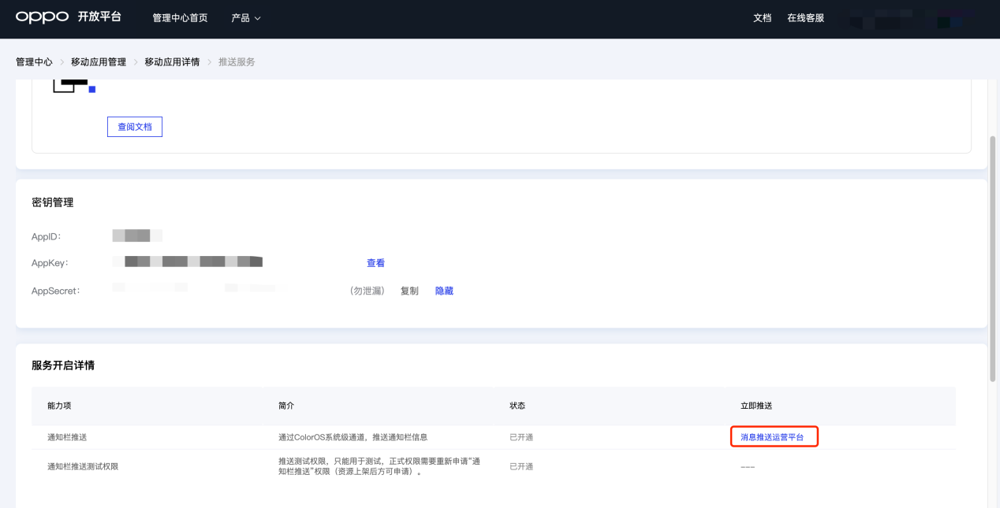 oppo 开放平台 管理中心首页 产品 文档 在线客服
管理中心 > 移动应用管理 > 移动应用详情 > 推送服务
查阅文档
密钥管理
AppID:
AppKey: 查看
AppSecret: （勿泄漏） 复制 隐藏
服务开启详情
能力项 简介 状态 立即推送
通知栏推送 通过ColorOS系统级通道，推送通知栏信息 已开通 消息推送运营平台
通知栏推送测试权限 推送测试权限，只能用于测试，正式权限需要重新申请“通
知栏推送”权限（资源上架后方可申请）。 已开通 ---